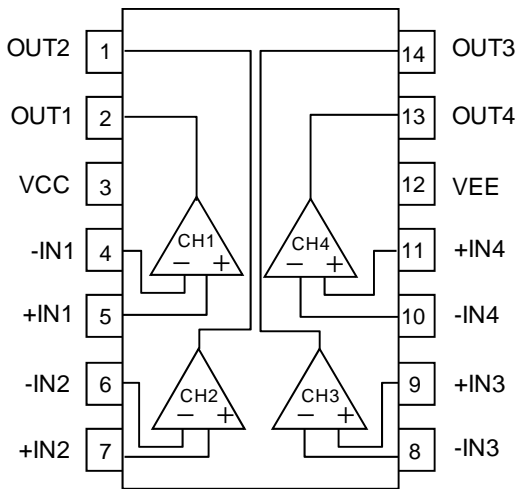 OUT2 1 14 OUT3
OUT1 2 13 OUT4
VCC 3 12 VEE
-IN1 4 CH1 CH4 11 +IN4
− + − +
+IN1 5 10 -IN4
-IN2 6 CH2 CH3 9 +IN3
− + − +
+IN2 7 8 -IN3